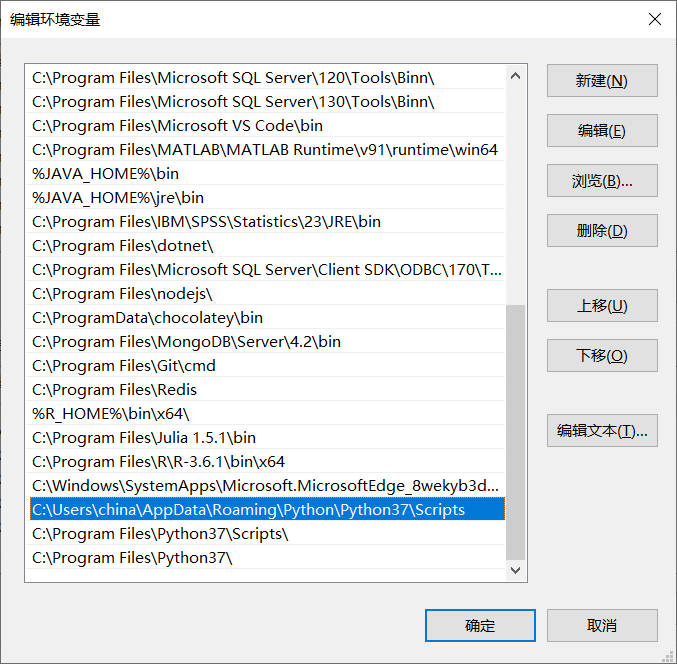 编辑环境变量
C:\Program Files\Microsoft SQL Server\120\Tools\Binn\
C:\Program Files\Microsoft SQL Server\130\Tools\Binn\
C:\Program Files\Microsoft VS Code\bin
C:\Program Files\MATLAB\MATLAB Runtime\v91\runtime\win64
%JAVA_HOME%\bin
%JAVA_HOME%\jre\bin
C:\Program Files\IBM\SPSS\Statistics\23\JRE\bin
C:\Program Files\dotnet\
C:\Program Files\Microsoft SQL Server\Client SDK\ODBC\170\T...
C:\Program Files\nodejs\
C:\ProgramData\chocolatey\bin
C:\Program Files\MongoDB\Server\4.2\bin
C:\Program Files\Git\cmd
C:\Program Files\Redis
%R_HOME%\bin\x64\
C:\Program Files\Julia 1.5.1\bin
C:\Program Files\R\R-3.6.1\bin\x64
C:\Windows\SystemApps\Microsoft.MicrosoftEdge_8wekyb3d...
C:\Users\china\AppData\Roaming\Python\Python37\Scripts
C:\Program Files\Python37\Scripts\
C:\Program Files\Python37\
新建(N)
编辑(E)
浏览(B)...
删除(D)
上移(U)
下移(O)
编辑文本(T)...
确定
取消